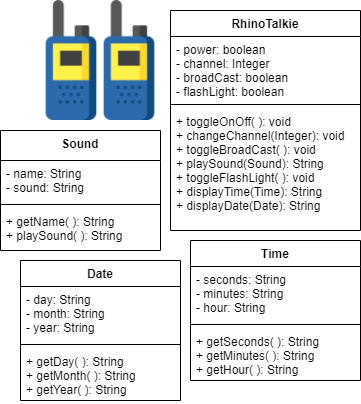 RhinoTalkie
- power: boolean
- channel: Integer
- broadCast: boolean
- flashLight: boolean
+ toggleOnOff( ): void
+ changeChannel(Integer): void
+ toggleBroadCast( ): void
+ playSound(Sound): String
+ toggleFlashLight( ): void
+ displayTime(Time): String
+ displayDate(Date): String
Sound
- name: String
- sound: String
+ getName( ): String
+ playSound( ): String
Time
- seconds: String
- minutes: String
- hour: String
+ getSeconds( ): String
+ getMinutes( ): String
+ getHour( ): String
Date
- day: String
- month: String
- year: String
+ getDay( ): String
+ getMonth( ): String
+ getYear( ): String